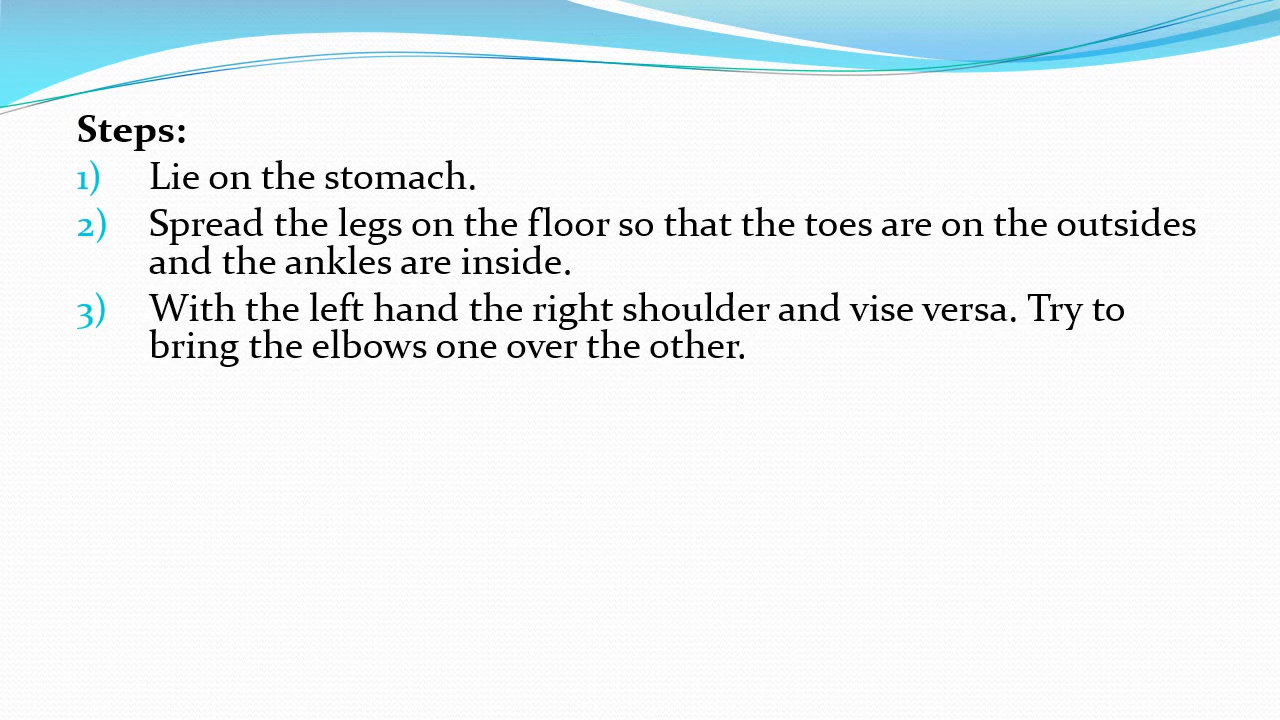 Steps:
1) Lie on the stomach.
2) Spread the legs on the floor so that the toes are on the outsides
and the ankles are inside.
3) With the left hand the right shoulder and vise versa. Try to
bring the elbows one over the other.